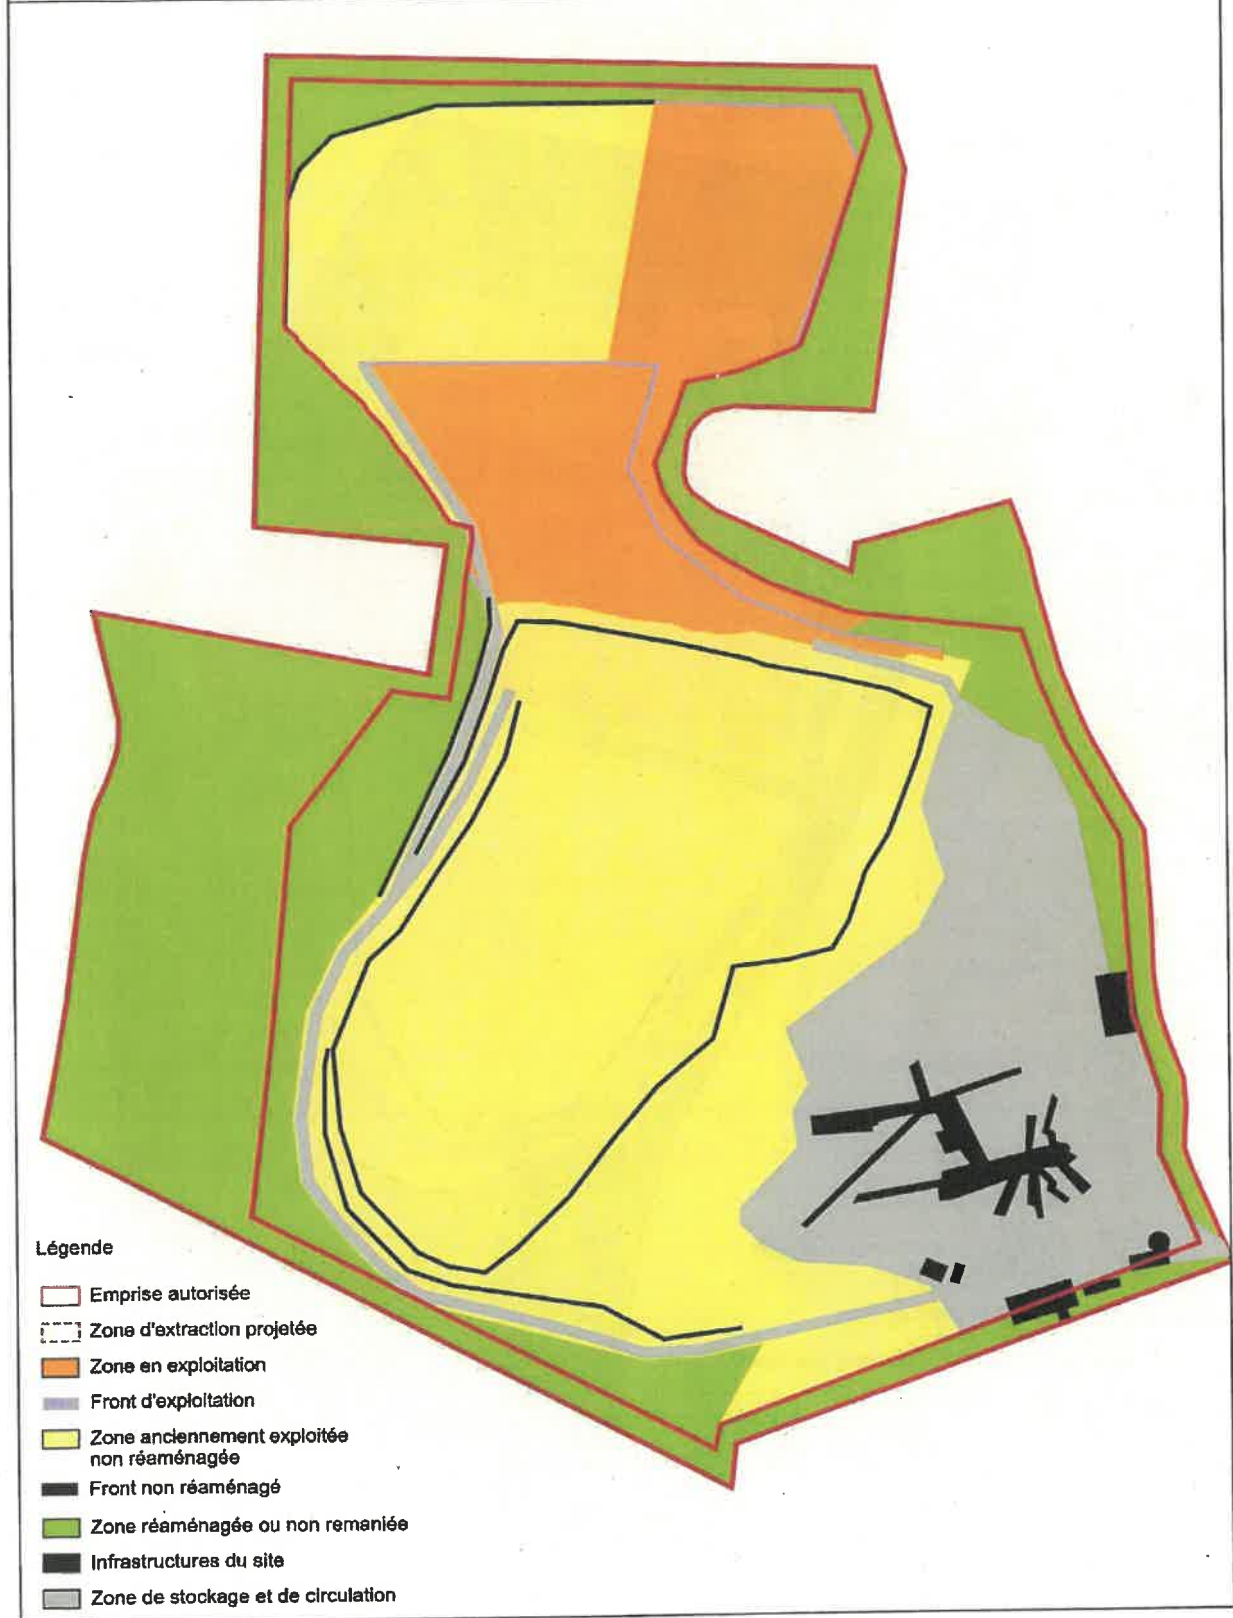 Légende
Emprise autorisée
Zone d'extraction projetée
Zone en exploitation
Front d'exploitation
Zone anciennement exploitée
non réaménagée
Front non réaménagé
Zone réaménagée ou non remaniée
Infrastructures du site
Zone de stockage et de circulation